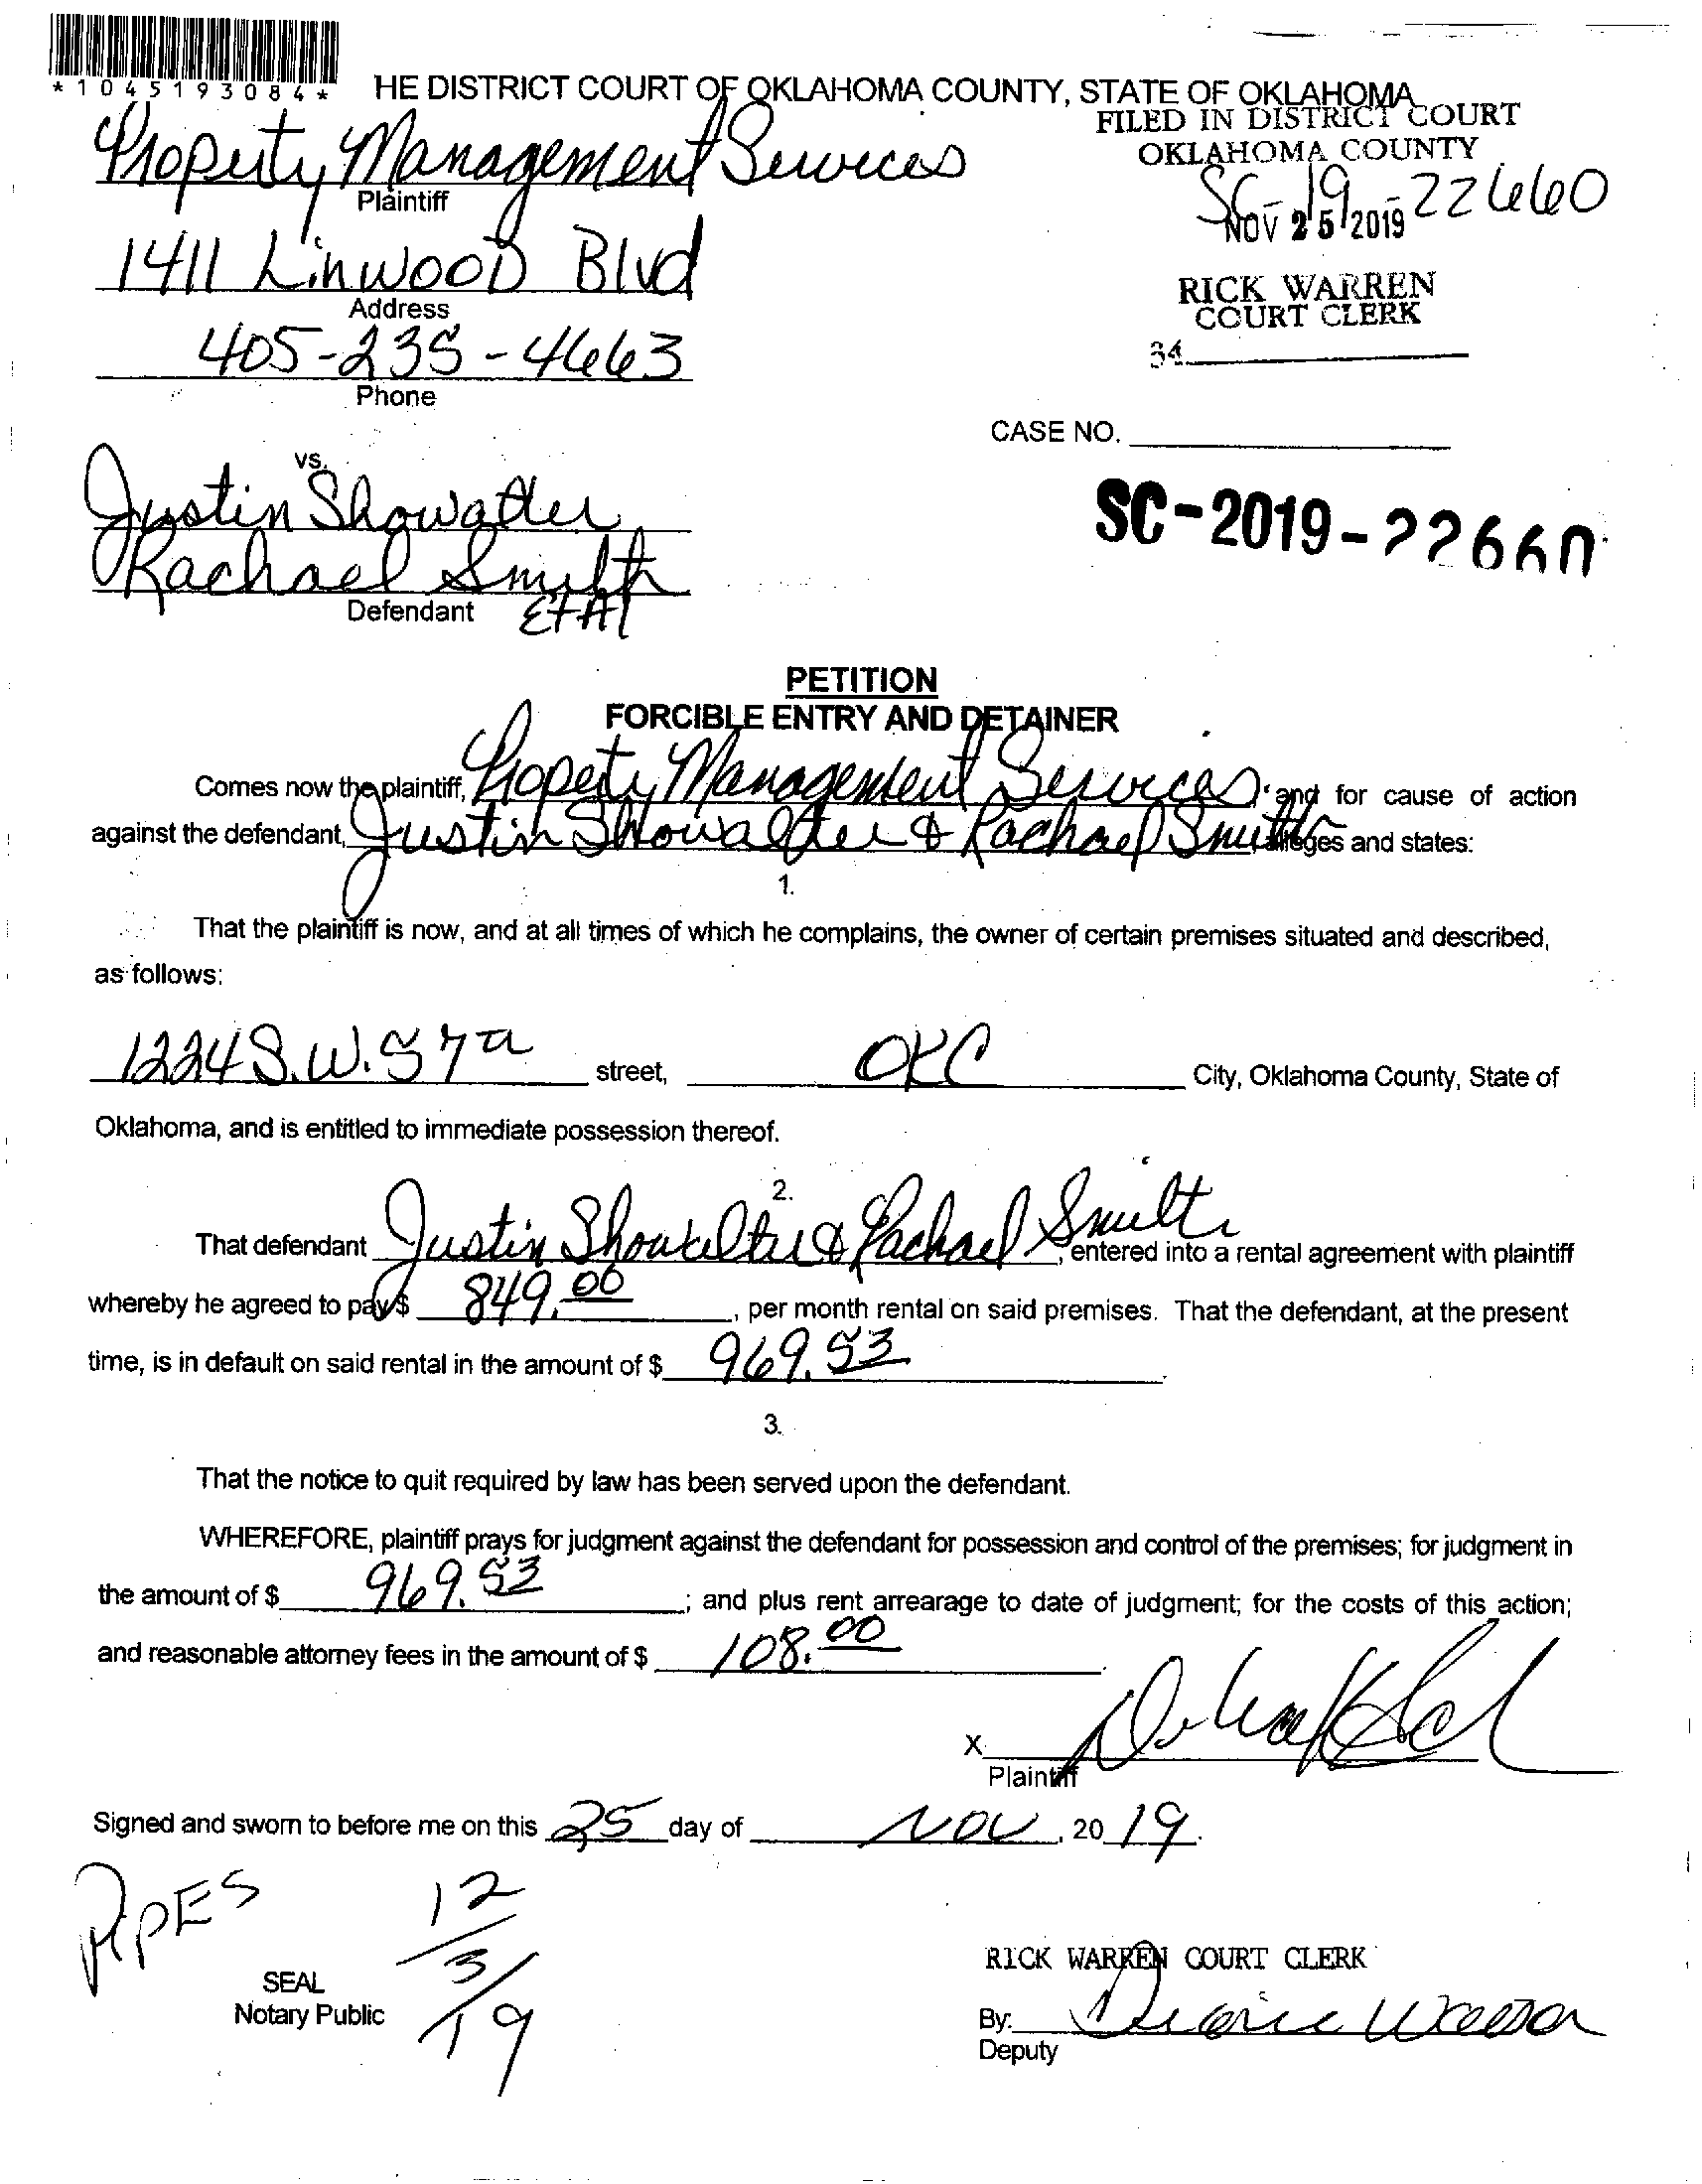 *1045193084*
HE DISTRICT COURT OF OKLAHOMA COUNTY, STATE OF OKLAHOMA
FILED IN DISTRICT COURT
OKLAHOMA COUNTY
Property Management Services
Plaintiff
SC-19-22660
NOV 25 2019
1411 Linwood Blvd
Address
RICK WARREN
COURT CLERK
34
405-235-4663
Phone
CASE NO.
vs.
Justin Showatler
SC-2019-22660
Rachael Smith
Defendant
EtAl
PETITION
FORCIBLE ENTRY AND DETAINER
Comes now the plaintiff, Property Management Services, and for cause of action
against the defendant, Justin Showalter & Rachael Smith alleges and states:
1.
That the plaintiff is now, and at all times of which he complains, the owner of certain premises situated and described,
as follows:
1224 S.W. 57th street, OKC City, Oklahoma County, State of
Oklahoma, and is entitled to immediate possession thereof.
2.
That defendant Justin Showalter & Rachael Smith, entered into a rental agreement with plaintiff
whereby he agreed to pay $ 849.00, per month rental on said premises. That the defendant, at the present
time, is in default on said rental in the amount of $ 969.53.
3.
That the notice to quit required by law has been served upon the defendant.
WHEREFORE, plaintiff prays for judgment against the defendant for possession and control of the premises; for judgment in
the amount of $ 969.53; and plus rent arrearage to date of judgment; for the costs of this action;
and reasonable attorney fees in the amount of $ 108.00
X
Plaintiff
Signed and sworn to before me on this 25 day of Nov, 2019.
PIPES
12/3/19
SEAL
Notary Public
RICK WARREN COURT CLERK
By:
Deputy